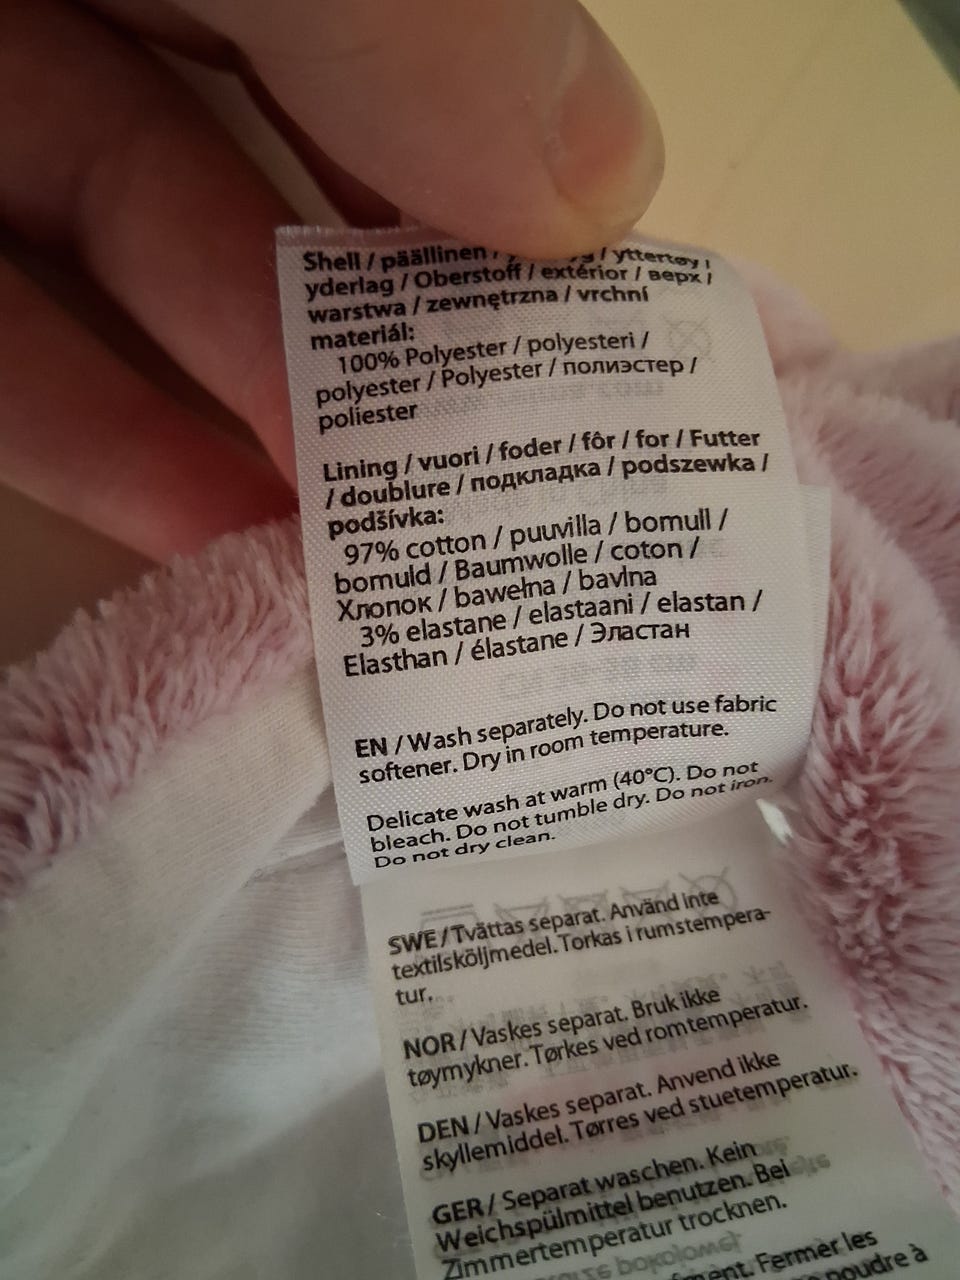 Shell / päällinen / / yttertøy /
yderlag / Oberstoff / extérior / верх /
warstwa / zewnętrzna / vrchní
materiál:
100% Polyester / polyesteri /
polyester / Polyester / полиэстер /
poliester
Lining / vuori / foder / fôr / for / Futter
/ doublure / подкладка / podszewka /
podšívka:
97% cotton / puuvilla / bomull /
bomuld / Baumwolle / coton /
Хлопок / bawełna / bavlna
3% elastane / elastaani / elastan /
Elasthan / élastane / Эластан
EN / Wash separately. Do not use fabric
softener. Dry in room temperature.
Delicate wash at warm (40°C). Do not
bleach. Do not tumble dry. Do not iron.
Do not dry clean.
SWE / Tvättas separat. Använd inte
textilsköljmedel. Torkas i rumstempera-
tur.
NOR / Vaskes separat. Bruk ikke
tøymykner. Tørkes ved romtemperatur.
DEN / Vaskes separat. Anvend ikke
skyllemiddel. Tørres ved stuetemperatur.
GER / Separat waschen. Kein
Weichspülmittel benutzen. Bei
Zimmertemperatur trocknen.
ment. Fermer les
poudre à